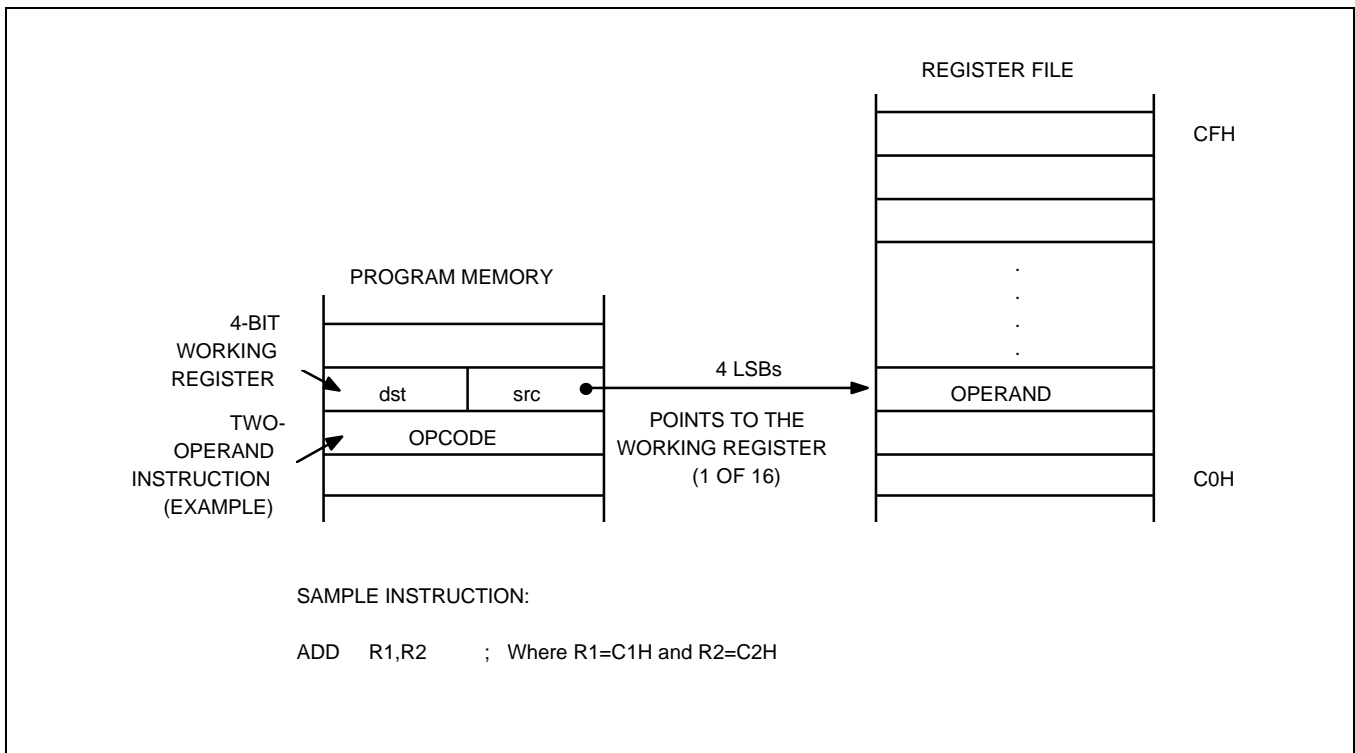 REGISTER FILE
CFH
PROGRAM MEMORY
4-BIT
WORKING
REGISTER
dst
src
4 LSBs
OPERAND
TWO-
OPERAND
INSTRUCTION
(EXAMPLE)
OPCODE
POINTS TO THE
WORKING REGISTER
(1 OF 16)
C0H
SAMPLE INSTRUCTION:
ADD R1,R2 ; Where R1=C1H and R2=C2H